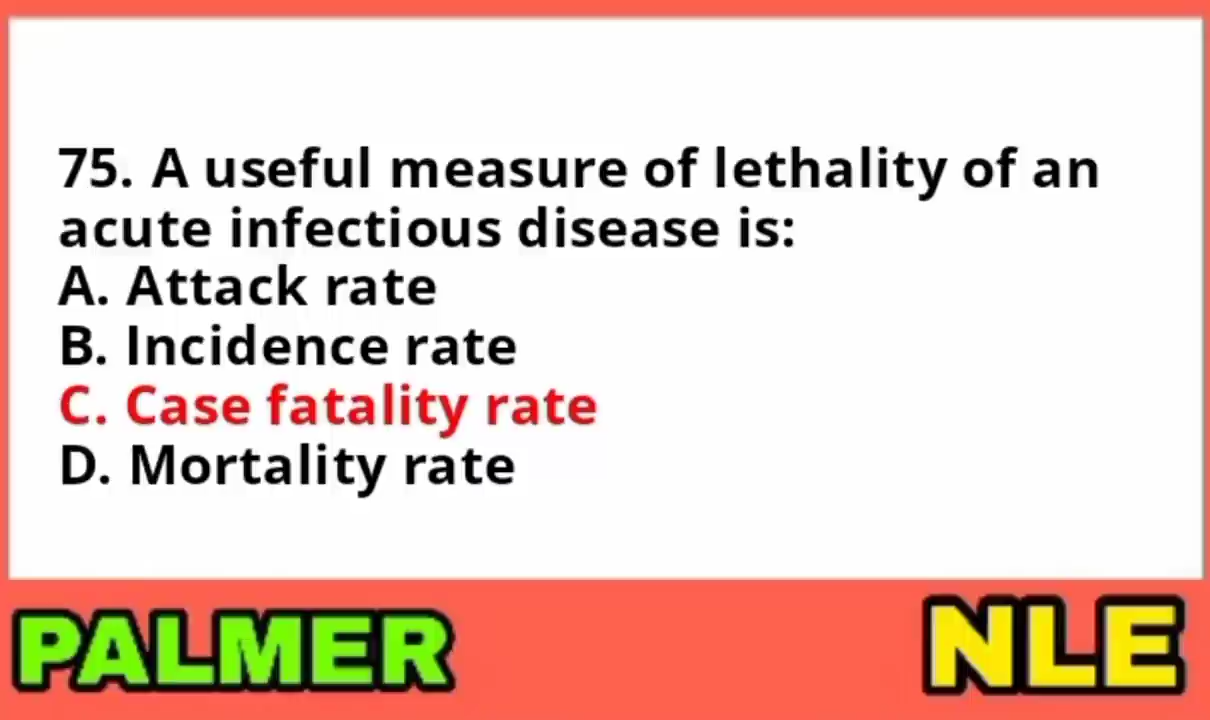 75. A useful measure of lethality of an
acute infectious disease is:
A. Attack rate
B. Incidence rate
C. Case fatality rate
D. Mortality rate
PALMER
NLE